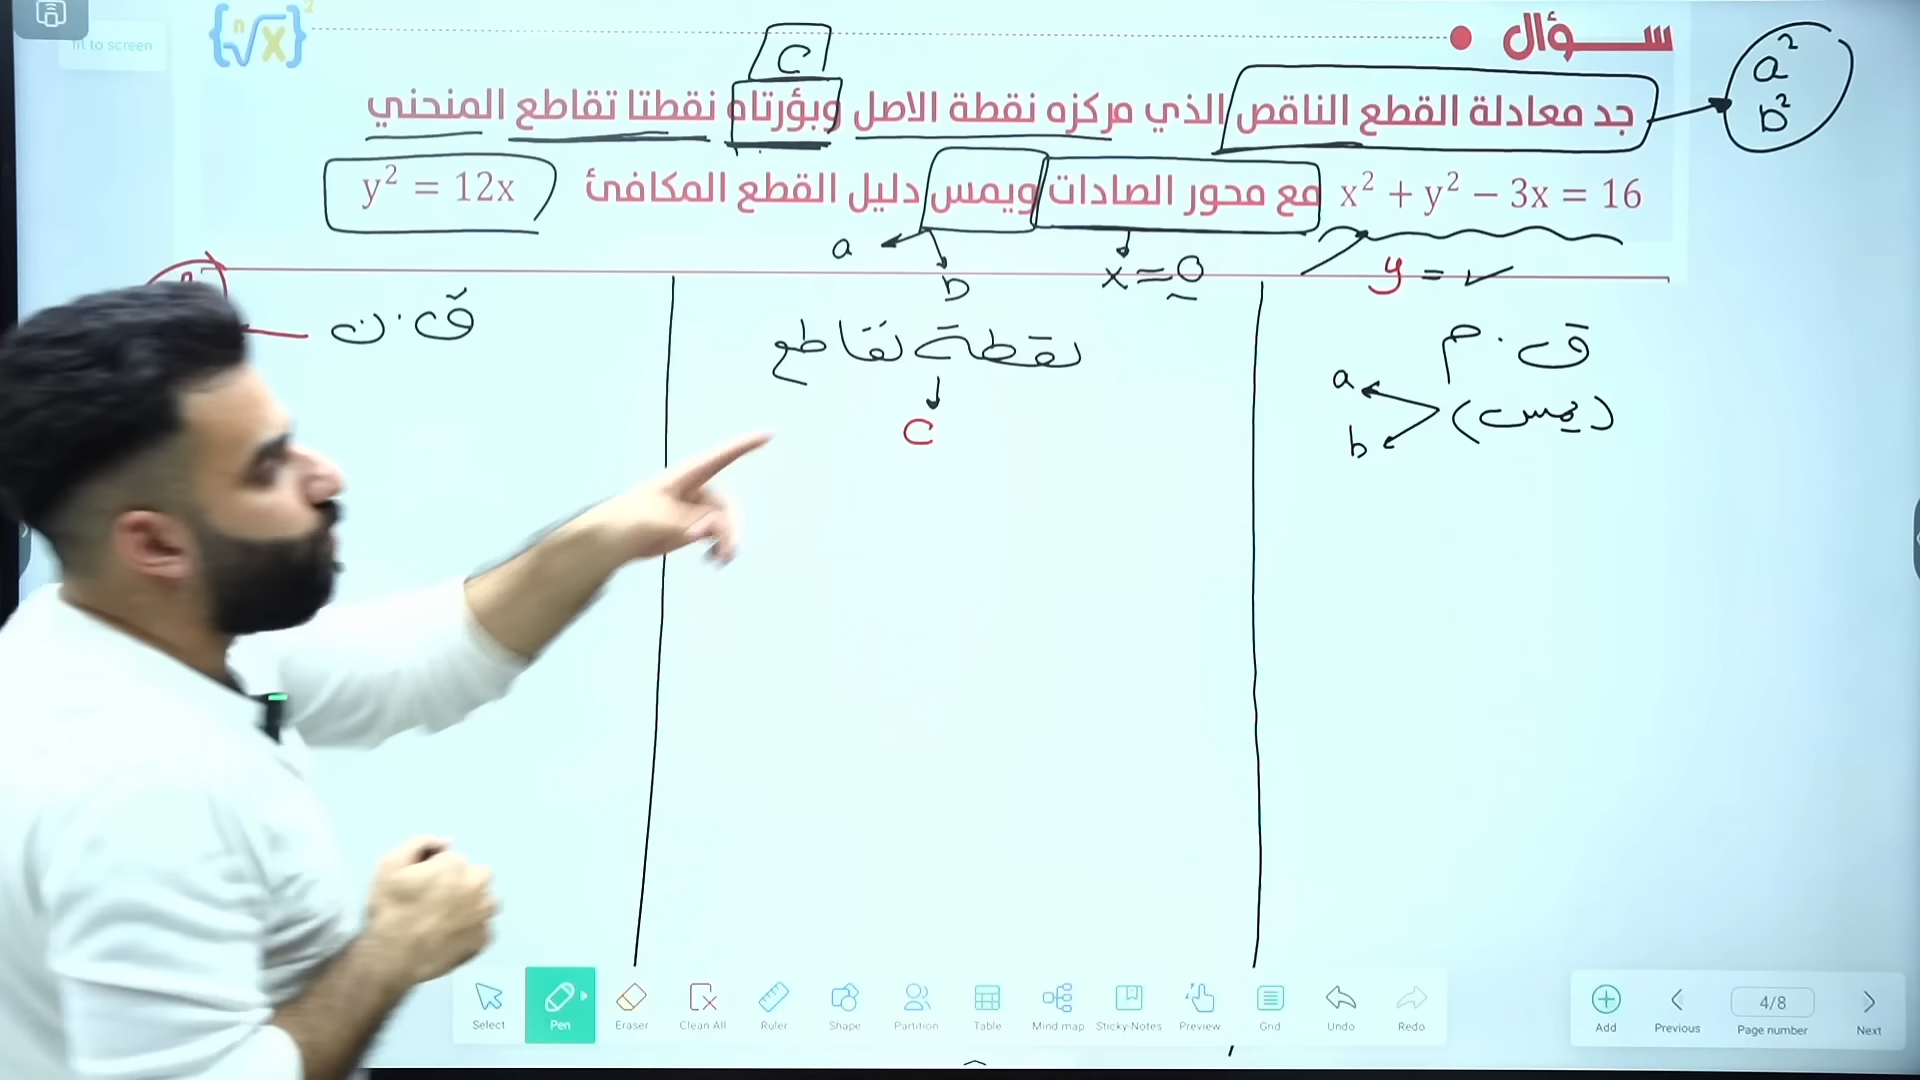 fit to screen
{ⁿ√x}²
سؤال
c
a²
b²
جد معادلة القطع الناقص الذي مركزه نقطة الاصل وبؤرتاه نقطتا تقاطع المنحني
x² + y² − 3x = 16 مع محور الصادات ويمس دليل القطع المكافئ y² = 12x
a
b
x = 0
y = ✓
ق.م
(يمس)
a
b
نقطة تقاطع
c
ق.ن
Select
Pen
Eraser
Clean All
Ruler
Shape
Partition
Table
Mind map
Sticky Notes
Preview
Grid
Undo
Redo
Add
Previous
4/8
Page number
Next